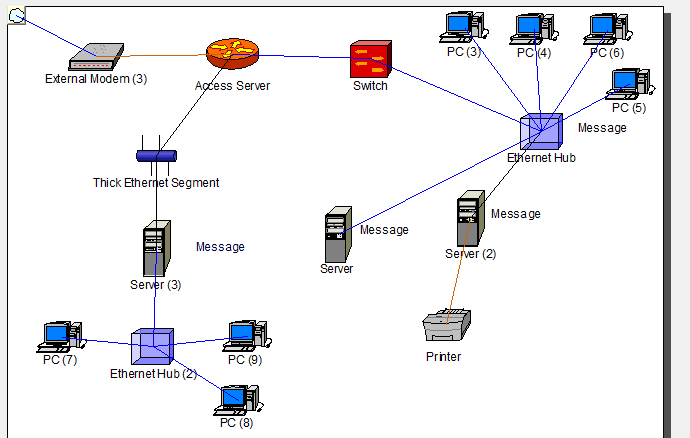 PC (3)
PC (4)
PC (6)
External Modem (3)
Access Server
Switch
PC (5)
Message
Ethernet Hub
Thick Ethernet Segment
Message
Message
Message
Server (2)
Server
Server (3)
PC (7)
PC (9)
Printer
Ethernet Hub (2)
PC (8)